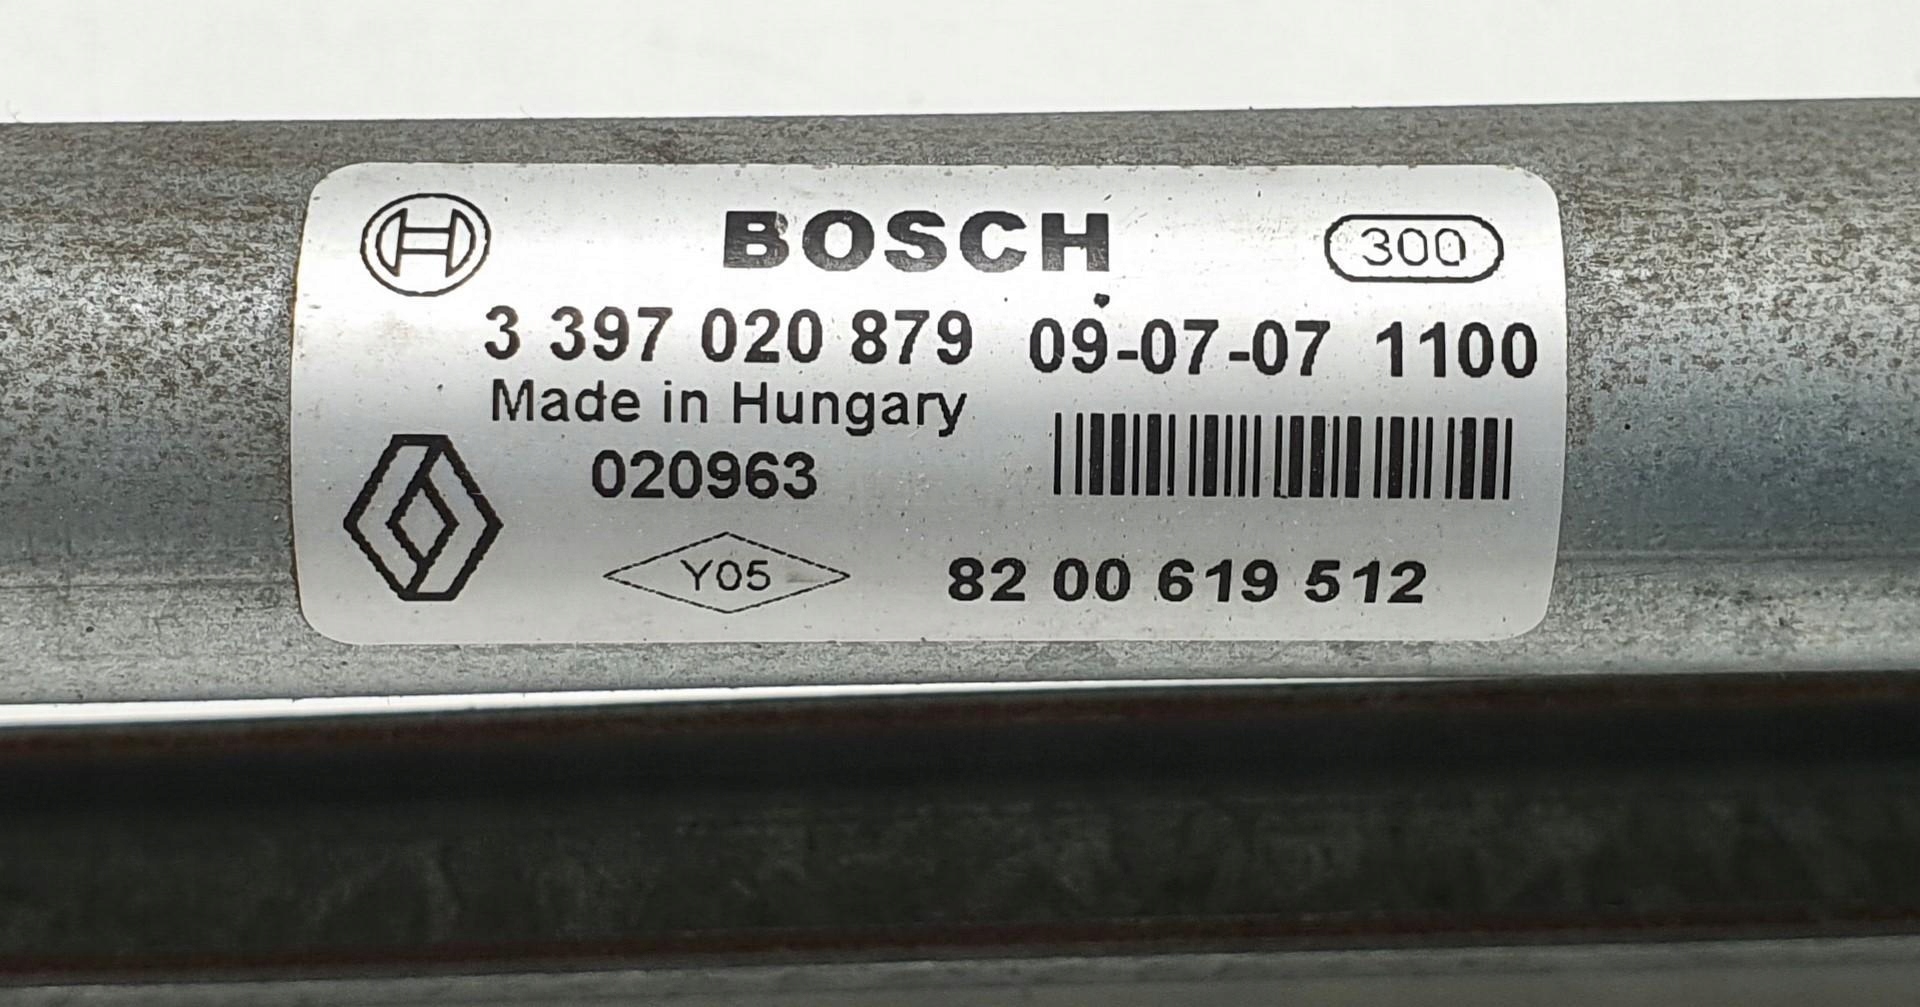 BOSCH 300
3 397 020 879 09-07-07 1100
Made in Hungary
020963
Y05 82 00 619 512